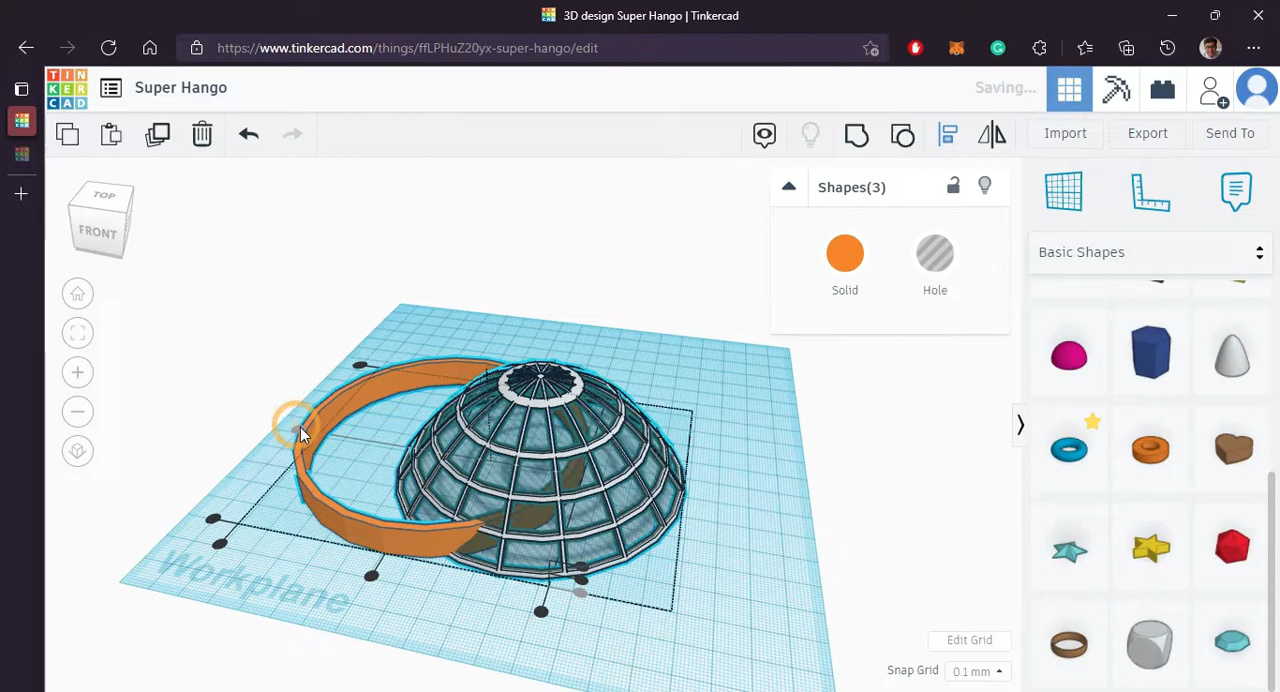 3D design Super Hango | Tinkercad
https://www.tinkercad.com/things/ffLPHuZ20yx-super-hango/edit
TIN
KER
CAD
Super Hango
Saving...
Import
Export
Send To
TOP
FRONT
Shapes(3)
Solid
Hole
Basic Shapes
Workplane
Edit Grid
Snap Grid
0.1 mm